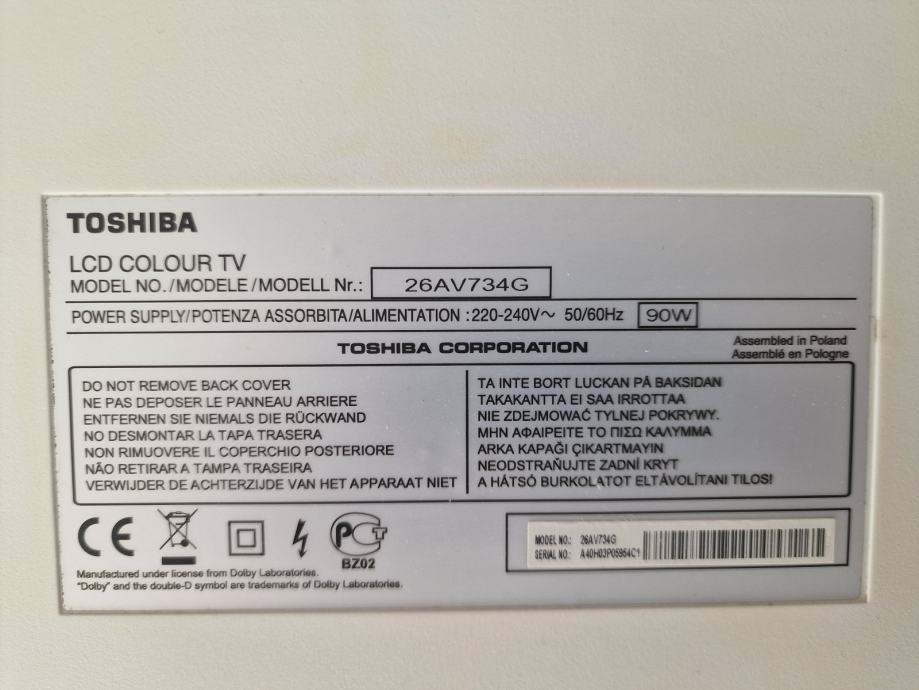 TOSHIBA
LCD COLOUR TV
MODEL NO./MODELE/MODELL Nr.: 26AV734G
POWER SUPPLY/POTENZA ASSORBITA/ALIMENTATION :220-240V~ 50/60Hz 90W
TOSHIBA CORPORATION
Assembled in Poland
Assemblé en Pologne
DO NOT REMOVE BACK COVER
NE PAS DEPOSER LE PANNEAU ARRIERE
ENTFERNEN SIE NIEMALS DIE RÜCKWAND
NO DESMONTAR LA TAPA TRASERA
NON RIMUOVERE IL COPERCHIO POSTERIORE
NÃO RETIRAR A TAMPA TRASEIRA
VERWIJDER DE ACHTERZIJDE VAN HET APPARAAT NIET
TA INTE BORT LUCKAN PÅ BAKSIDAN
TAKAKANTTA EI SAA IRROTTAA
NIE ZDEJMOWAĆ TYLNEJ POKRYWY.
ΜΗΝ ΑΦΑΙΡΕΙΤΕ ΤΟ ΠΙΣΩ ΚΑΛΥΜΜΑ
ARKA KAPAĞI ÇIKARTMAYIN
NEODSTRAŇUJTE ZADNÍ KRYT
A HÁTSÓ BURKOLATOT ELTÁVOLÍTANI TILOS!
CE
PCT
BZ02
MODEL NO.: 26AV734G
SERIAL NO.: A40H03P05954C1
Manufactured under license from Dolby Laboratories.
"Dolby" and the double-D symbol are trademarks of Dolby Laboratories.